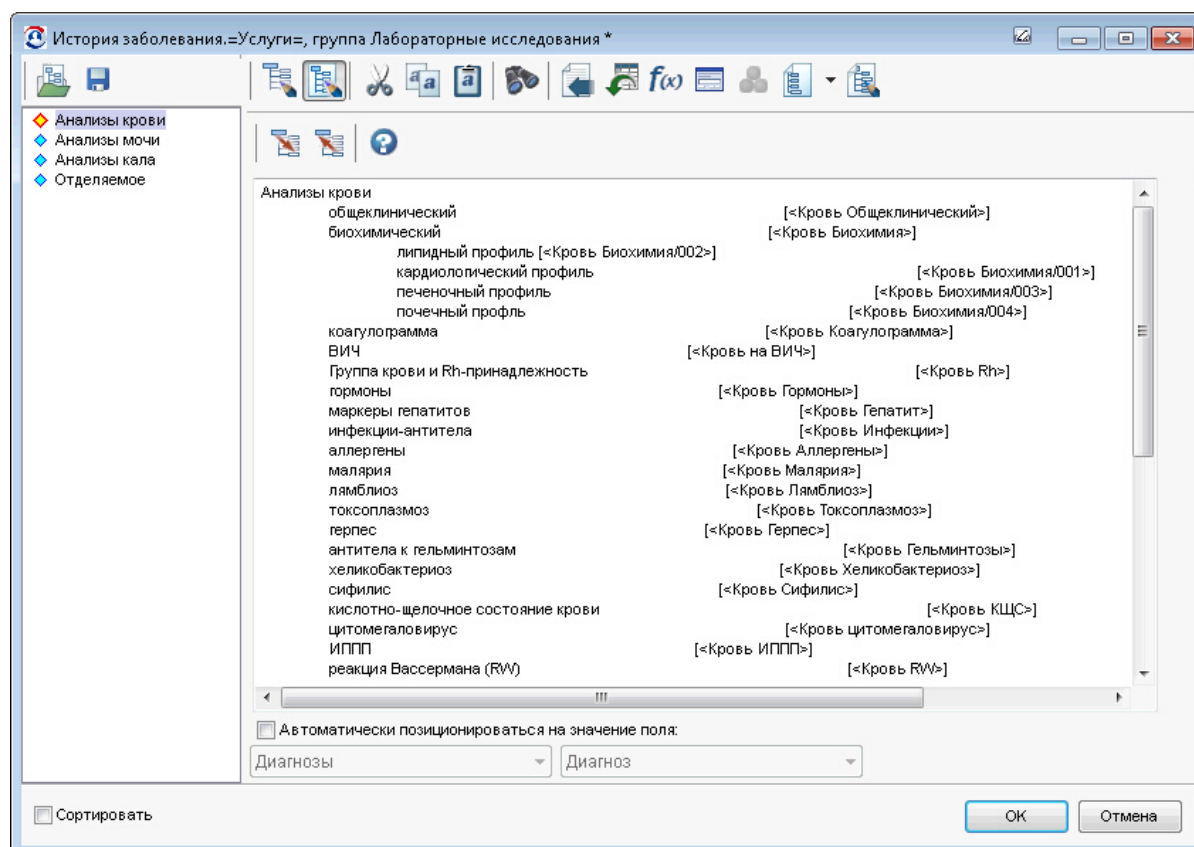 История заболевания.=Услуги=, группа Лабораторные исследования *
f(x)
Анализы крови
Анализы мочи
Анализы кала
Отделяемое
Анализы крови
общеклинический [<Кровь Общеклинический>]
биохимический [<Кровь Биохимия>]
липидный профиль [<Кровь Биохимия/002>]
кардиологический профиль [<Кровь Биохимия/001>]
печеночный профиль [<Кровь Биохимия/003>]
почечный профль [<Кровь Биохимия/004>]
коагулограмма [<Кровь Коагулограмма>]
ВИЧ [<Кровь на ВИЧ>]
Группа крови и Rh-принадлежность [<Кровь Rh>]
гормоны [<Кровь Гормоны>]
маркеры гепатитов [<Кровь Гепатит>]
инфекции-антитела [<Кровь Инфекции>]
аллергены [<Кровь Аллергены>]
малярия [<Кровь Малярия>]
лямблиоз [<Кровь Лямблиоз>]
токсоплазмоз [<Кровь Токсоплазмоз>]
герпес [<Кровь Герпес>]
антитела к гельминтозам [<Кровь Гельминтозы>]
хеликобактериоз [<Кровь Хеликобактериоз>]
сифилис [<Кровь Сифилис>]
кислотно-щелочное состояние крови [<Кровь КЩС>]
цитомегаловирус [<Кровь цитомегаловирус>]
ИППП [<Кровь ИППП>]
реакция Вассермана (RW) [<Кровь RW>]
Автоматически позиционироваться на значение поля:
Диагнозы Диагноз
Сортировать
ОК Отмена